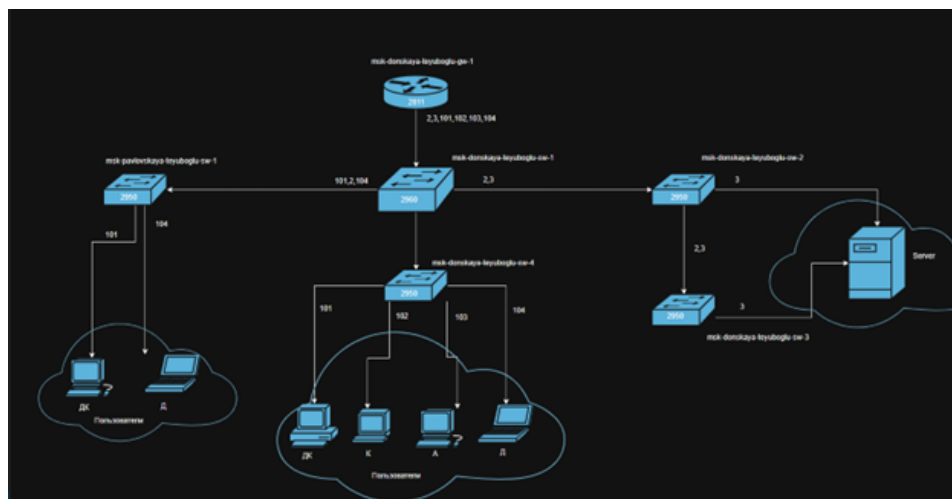 msk-donskaya-leyuboglu-gw-1
2811
2,3,101,102,103,104
msk-pavlovskaya-leyuboglu-sw-1
msk-donskaya-leyuboglu-sw-1
msk-donskaya-leyuboglu-sw-2
2950
101,2,104
2960
2,3
2950
3
101
104
msk-donskaya-leyuboglu-sw-4
2950
2,3
Server
101
102
103
104
2950
3
msk-donskaya-leyuboglu-sw-3
ДК
Д
Пользователи
ДК
К
А
Д
Пользователи